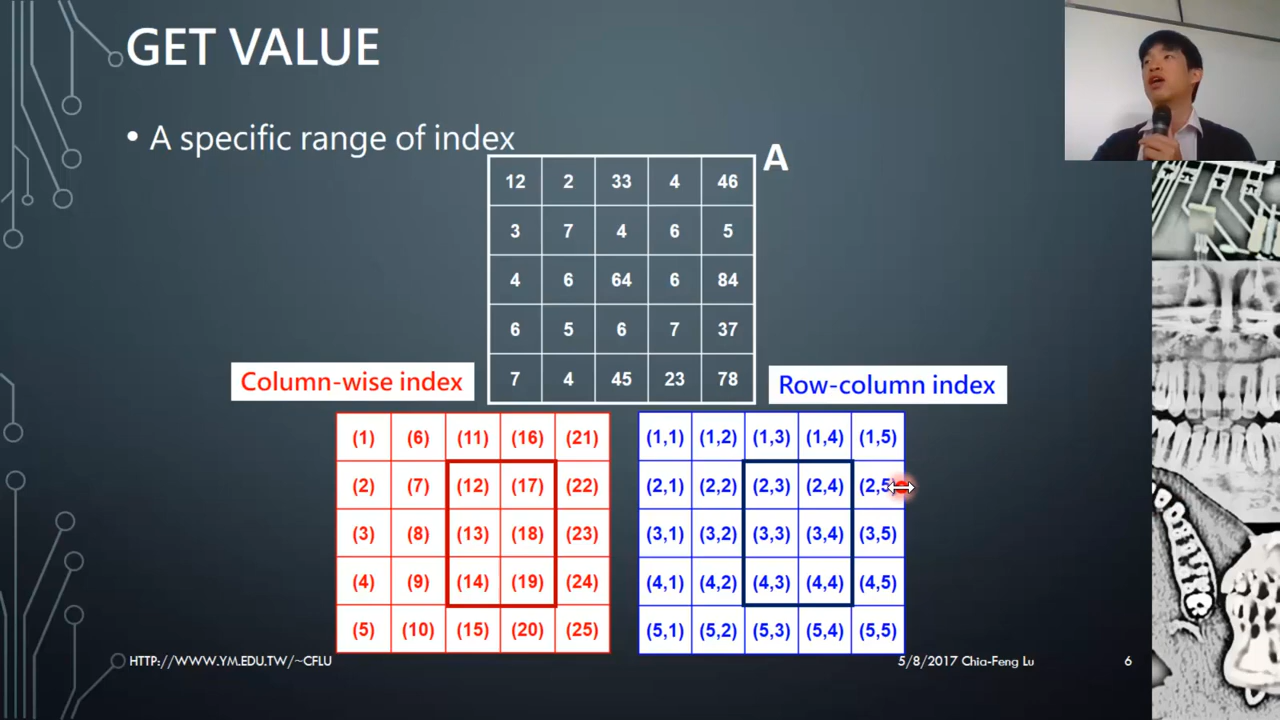 GET VALUE
• A specific range of index
A
12 2 33 4 46
3 7 4 6 5
4 6 64 6 84
6 5 6 7 37
7 4 45 23 78
Column-wise index
(1) (6) (11) (16) (21)
(2) (7) (12) (17) (22)
(3) (8) (13) (18) (23)
(4) (9) (14) (19) (24)
(5) (10) (15) (20) (25)
Row-column index
(1,1) (1,2) (1,3) (1,4) (1,5)
(2,1) (2,2) (2,3) (2,4) (2,5
(3,1) (3,2) (3,3) (3,4) (3,5)
(4,1) (4,2) (4,3) (4,4) (4,5)
(5,1) (5,2) (5,3) (5,4) (5,5)
HTTP://WWW.YM.EDU.TW/~CFLU
5/8/2017 Chia-Feng Lu
6